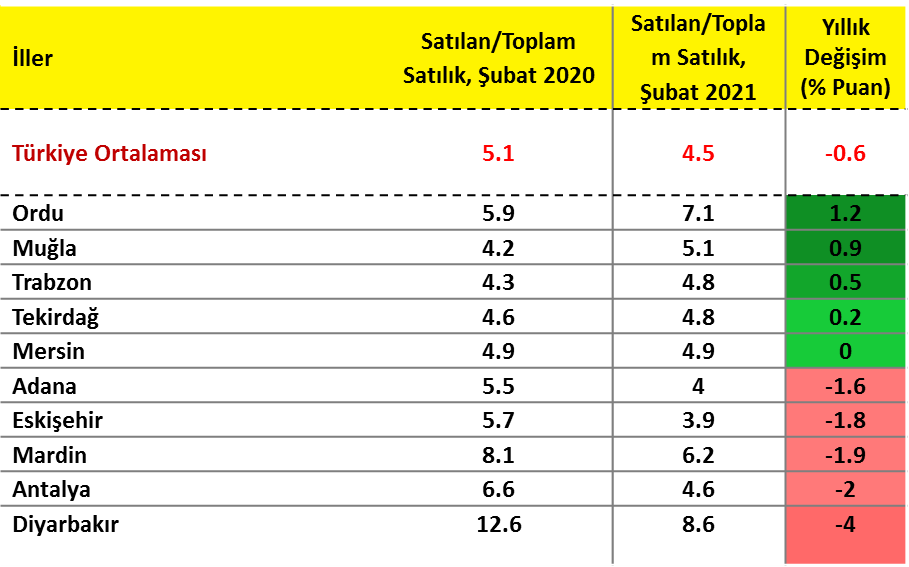 İller
Satılan/Toplam
Satılık, Şubat 2020
Satılan/Topla
m Satılık,
Şubat 2021
Yıllık
Değişim
(% Puan)
Türkiye Ortalaması 5.1 4.5 -0.6
Ordu 5.9 7.1 1.2
Muğla 4.2 5.1 0.9
Trabzon 4.3 4.8 0.5
Tekirdağ 4.6 4.8 0.2
Mersin 4.9 4.9 0
Adana 5.5 4 -1.6
Eskişehir 5.7 3.9 -1.8
Mardin 8.1 6.2 -1.9
Antalya 6.6 4.6 -2
Diyarbakır 12.6 8.6 -4